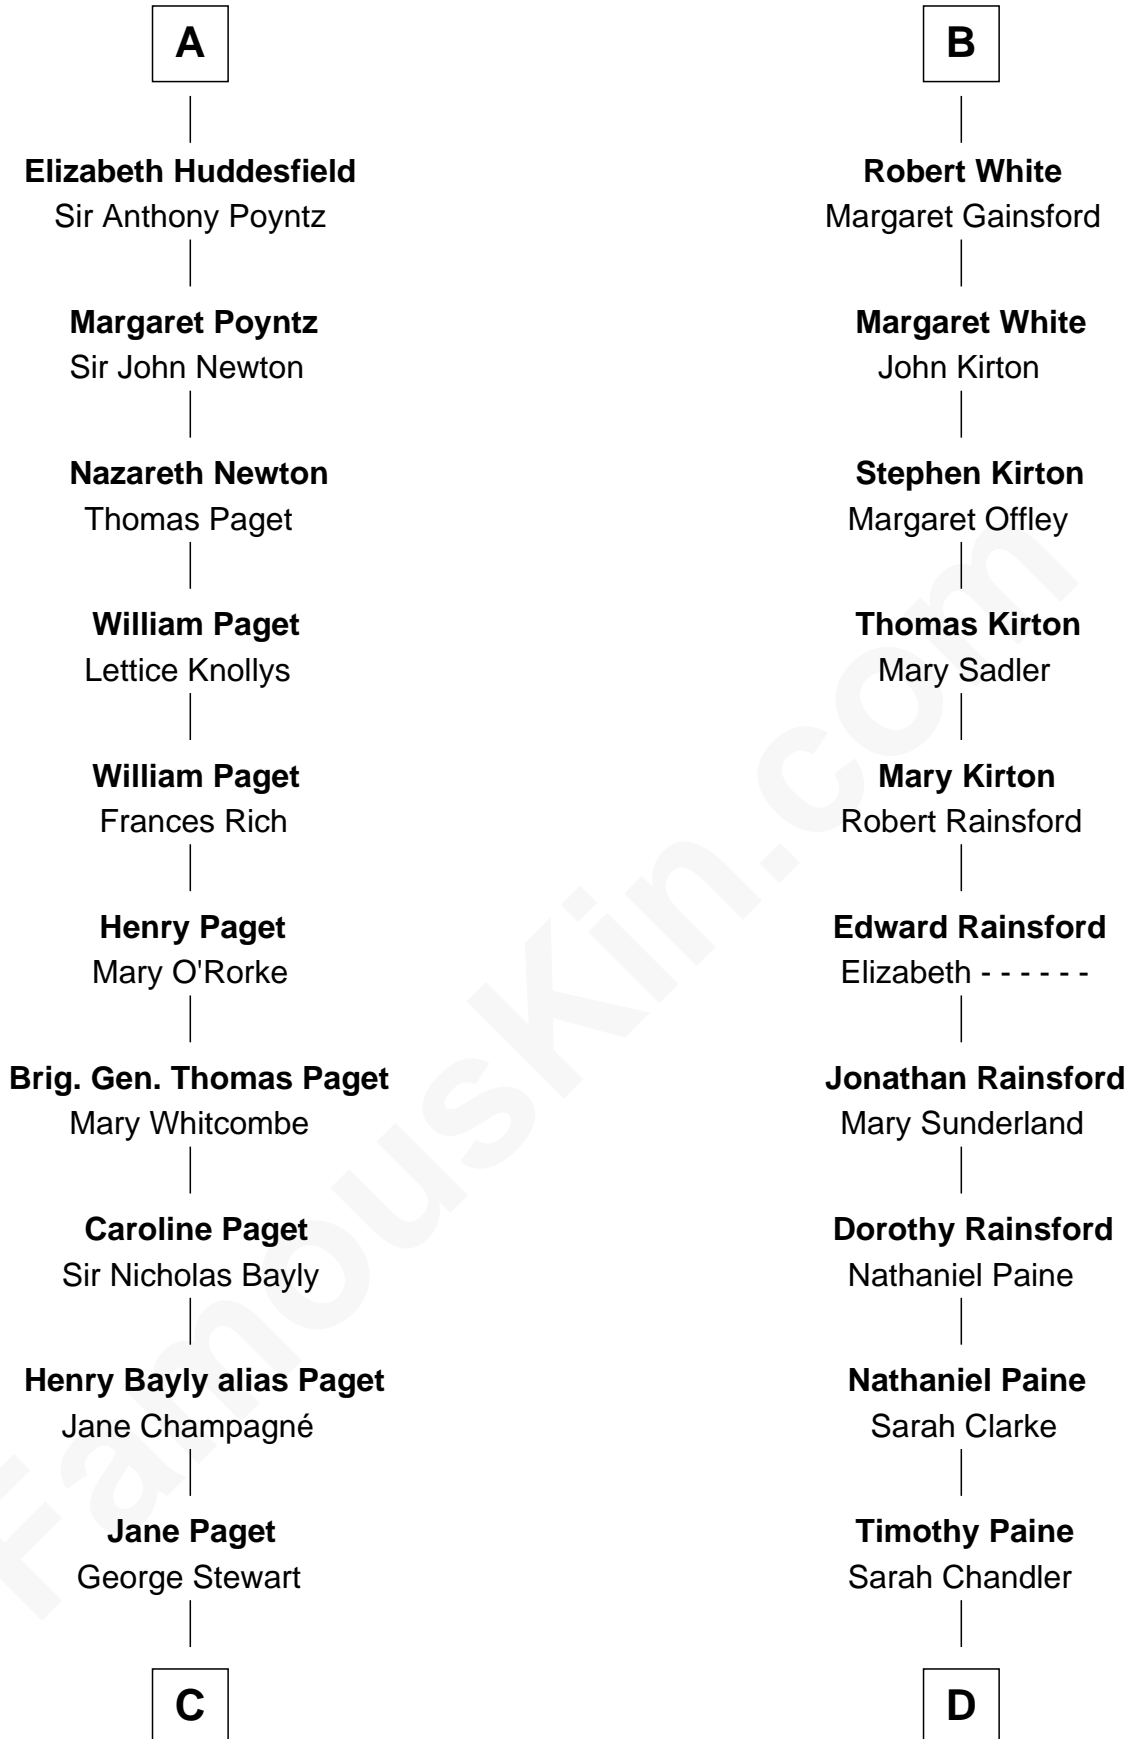 A
Elizabeth Huddesfield
Sir Anthony Poyntz
Margaret Poyntz
Sir John Newton
Nazareth Newton
Thomas Paget
William Paget
Lettice Knollys
William Paget
Frances Rich
Henry Paget
Mary O'Rorke
Brig. Gen. Thomas Paget
Mary Whitcombe
Caroline Paget
Sir Nicholas Bayly
Henry Bayly alias Paget
Jane Champagné
Jane Paget
George Stewart
C
B
Robert White
Margaret Gainsford
Margaret White
John Kirton
Stephen Kirton
Margaret Offley
Thomas Kirton
Mary Sadler
Mary Kirton
Robert Rainsford
Edward Rainsford
Elizabeth - - - - - -
Jonathan Rainsford
Mary Sunderland
Dorothy Rainsford
Nathaniel Paine
Nathaniel Paine
Sarah Clarke
Timothy Paine
Sarah Chandler
D
FamousKin.com